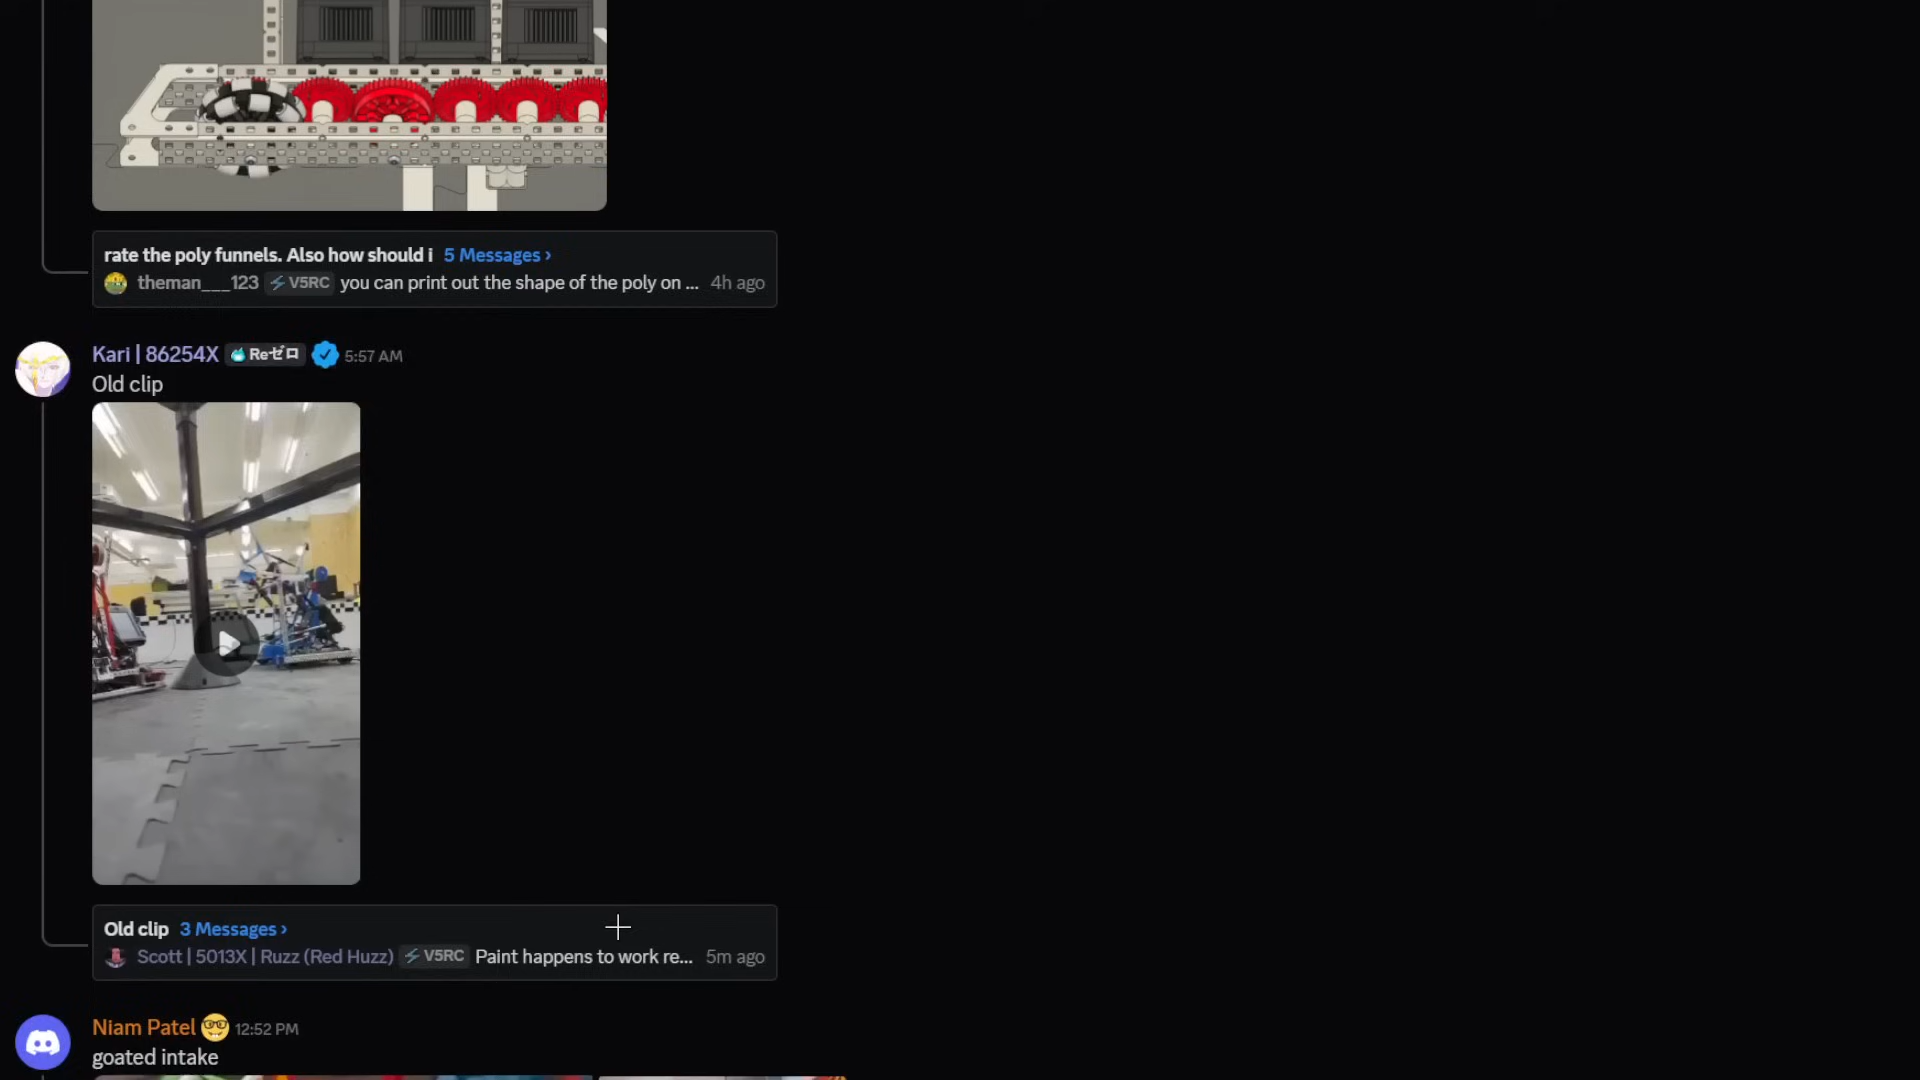 rate the poly funnels. Also how should i 5 Messages ›
theman___123 V5RC you can print out the shape of the poly on ... 4h ago
Kari | 86254X Reゼロ 5:57 AM
Old clip
Old clip 3 Messages ›
Scott | 5013X | Ruzz (Red Huzz) V5RC Paint happens to work re... 5m ago
Niam Patel 12:52 PM
goated intake